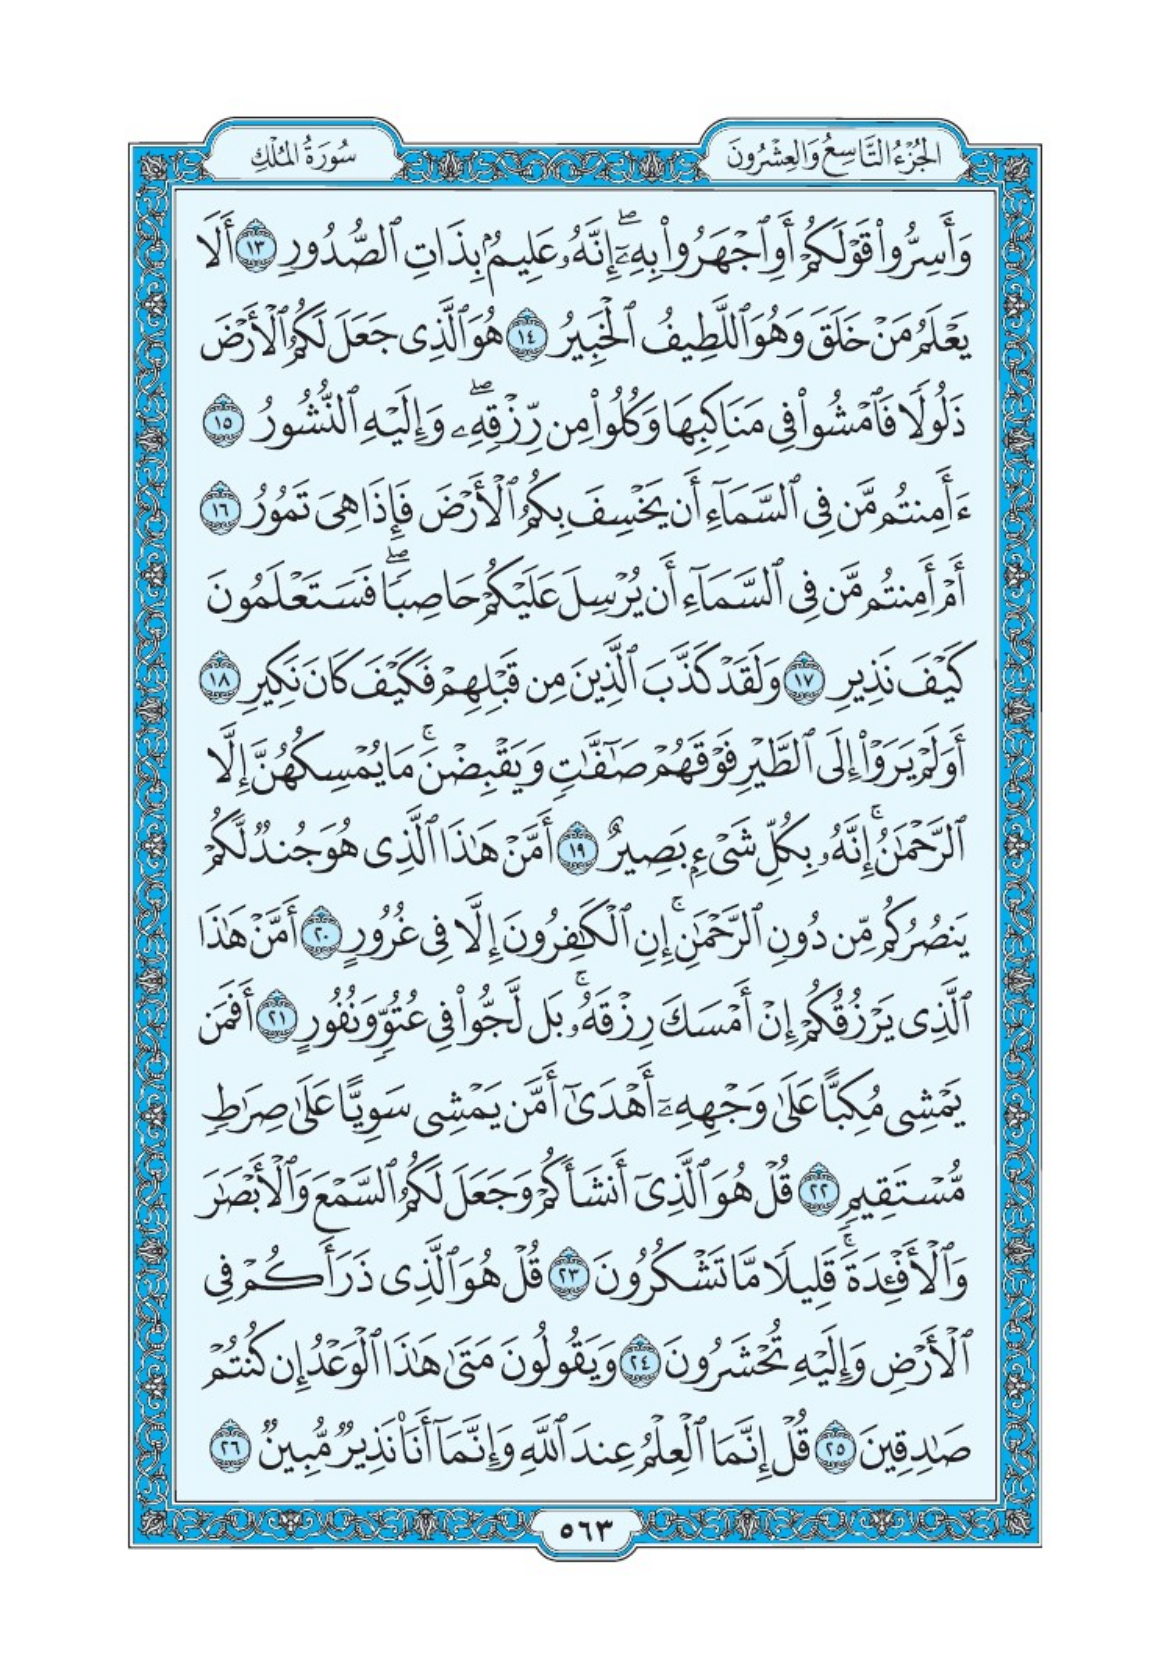 الجُزْءُ التَّاسِعُ وَالعِشْرُونَ
سُورَةُ المُلْكِ
وَأَسِرُّوا۟ قَوْلَكُمْ أَوِ ٱجْهَرُوا۟ بِهِۦٓ ۖ إِنَّهُۥ عَلِيمٌۢ بِذَاتِ ٱلصُّدُورِ ١٣ أَلَا
يَعْلَمُ مَنْ خَلَقَ وَهُوَ ٱللَّطِيفُ ٱلْخَبِيرُ ١٤ هُوَ ٱلَّذِى جَعَلَ لَكُمُ ٱلْأَرْضَ
ذَلُولًا فَٱمْشُوا۟ فِى مَنَاكِبِهَا وَكُلُوا۟ مِن رِّزْقِهِۦ ۖ وَإِلَيْهِ ٱلنُّشُورُ ١٥
ءَأَمِنتُم مَّن فِى ٱلسَّمَآءِ أَن يَخْسِفَ بِكُمُ ٱلْأَرْضَ فَإِذَا هِىَ تَمُورُ ١٦
أَمْ أَمِنتُم مَّن فِى ٱلسَّمَآءِ أَن يُرْسِلَ عَلَيْكُمْ حَاصِبًا ۖ فَسَتَعْلَمُونَ
كَيْفَ نَذِيرِ ١٧ وَلَقَدْ كَذَّبَ ٱلَّذِينَ مِن قَبْلِهِمْ فَكَيْفَ كَانَ نَكِيرِ ١٨
أَوَلَمْ يَرَوْا۟ إِلَى ٱلطَّيْرِ فَوْقَهُمْ صَٰٓفَّٰتٍ وَيَقْبِضْنَ ۚ مَا يُمْسِكُهُنَّ إِلَّا
ٱلرَّحْمَٰنُ ۚ إِنَّهُۥ بِكُلِّ شَىْءٍۭ بَصِيرٌ ١٩ أَمَّنْ هَٰذَا ٱلَّذِى هُوَ جُندٌ لَّكُمْ
يَنصُرُكُم مِّن دُونِ ٱلرَّحْمَٰنِ ۚ إِنِ ٱلْكَٰفِرُونَ إِلَّا فِى غُرُورٍ ٢٠ أَمَّنْ هَٰذَا
ٱلَّذِى يَرْزُقُكُمْ إِنْ أَمْسَكَ رِزْقَهُۥ ۚ بَل لَّجُّوا۟ فِى عُتُوٍّ وَنُفُورٍ ٢١ أَفَمَن
يَمْشِى مُكِبًّا عَلَىٰ وَجْهِهِۦٓ أَهْدَىٰٓ أَمَّن يَمْشِى سَوِيًّا عَلَىٰ صِرَٰطٍ
مُّسْتَقِيمٍ ٢٢ قُلْ هُوَ ٱلَّذِىٓ أَنشَأَكُمْ وَجَعَلَ لَكُمُ ٱلسَّمْعَ وَٱلْأَبْصَٰرَ
وَٱلْأَفْـِٔدَةَ ۖ قَلِيلًا مَّا تَشْكُرُونَ ٢٣ قُلْ هُوَ ٱلَّذِى ذَرَأَكُمْ فِى
ٱلْأَرْضِ وَإِلَيْهِ تُحْشَرُونَ ٢٤ وَيَقُولُونَ مَتَىٰ هَٰذَا ٱلْوَعْدُ إِن كُنتُمْ
صَٰدِقِينَ ٢٥ قُلْ إِنَّمَا ٱلْعِلْمُ عِندَ ٱللَّهِ وَإِنَّمَآ أَنَا۠ نَذِيرٌ مُّبِينٌ ٢٦
٥٦٣